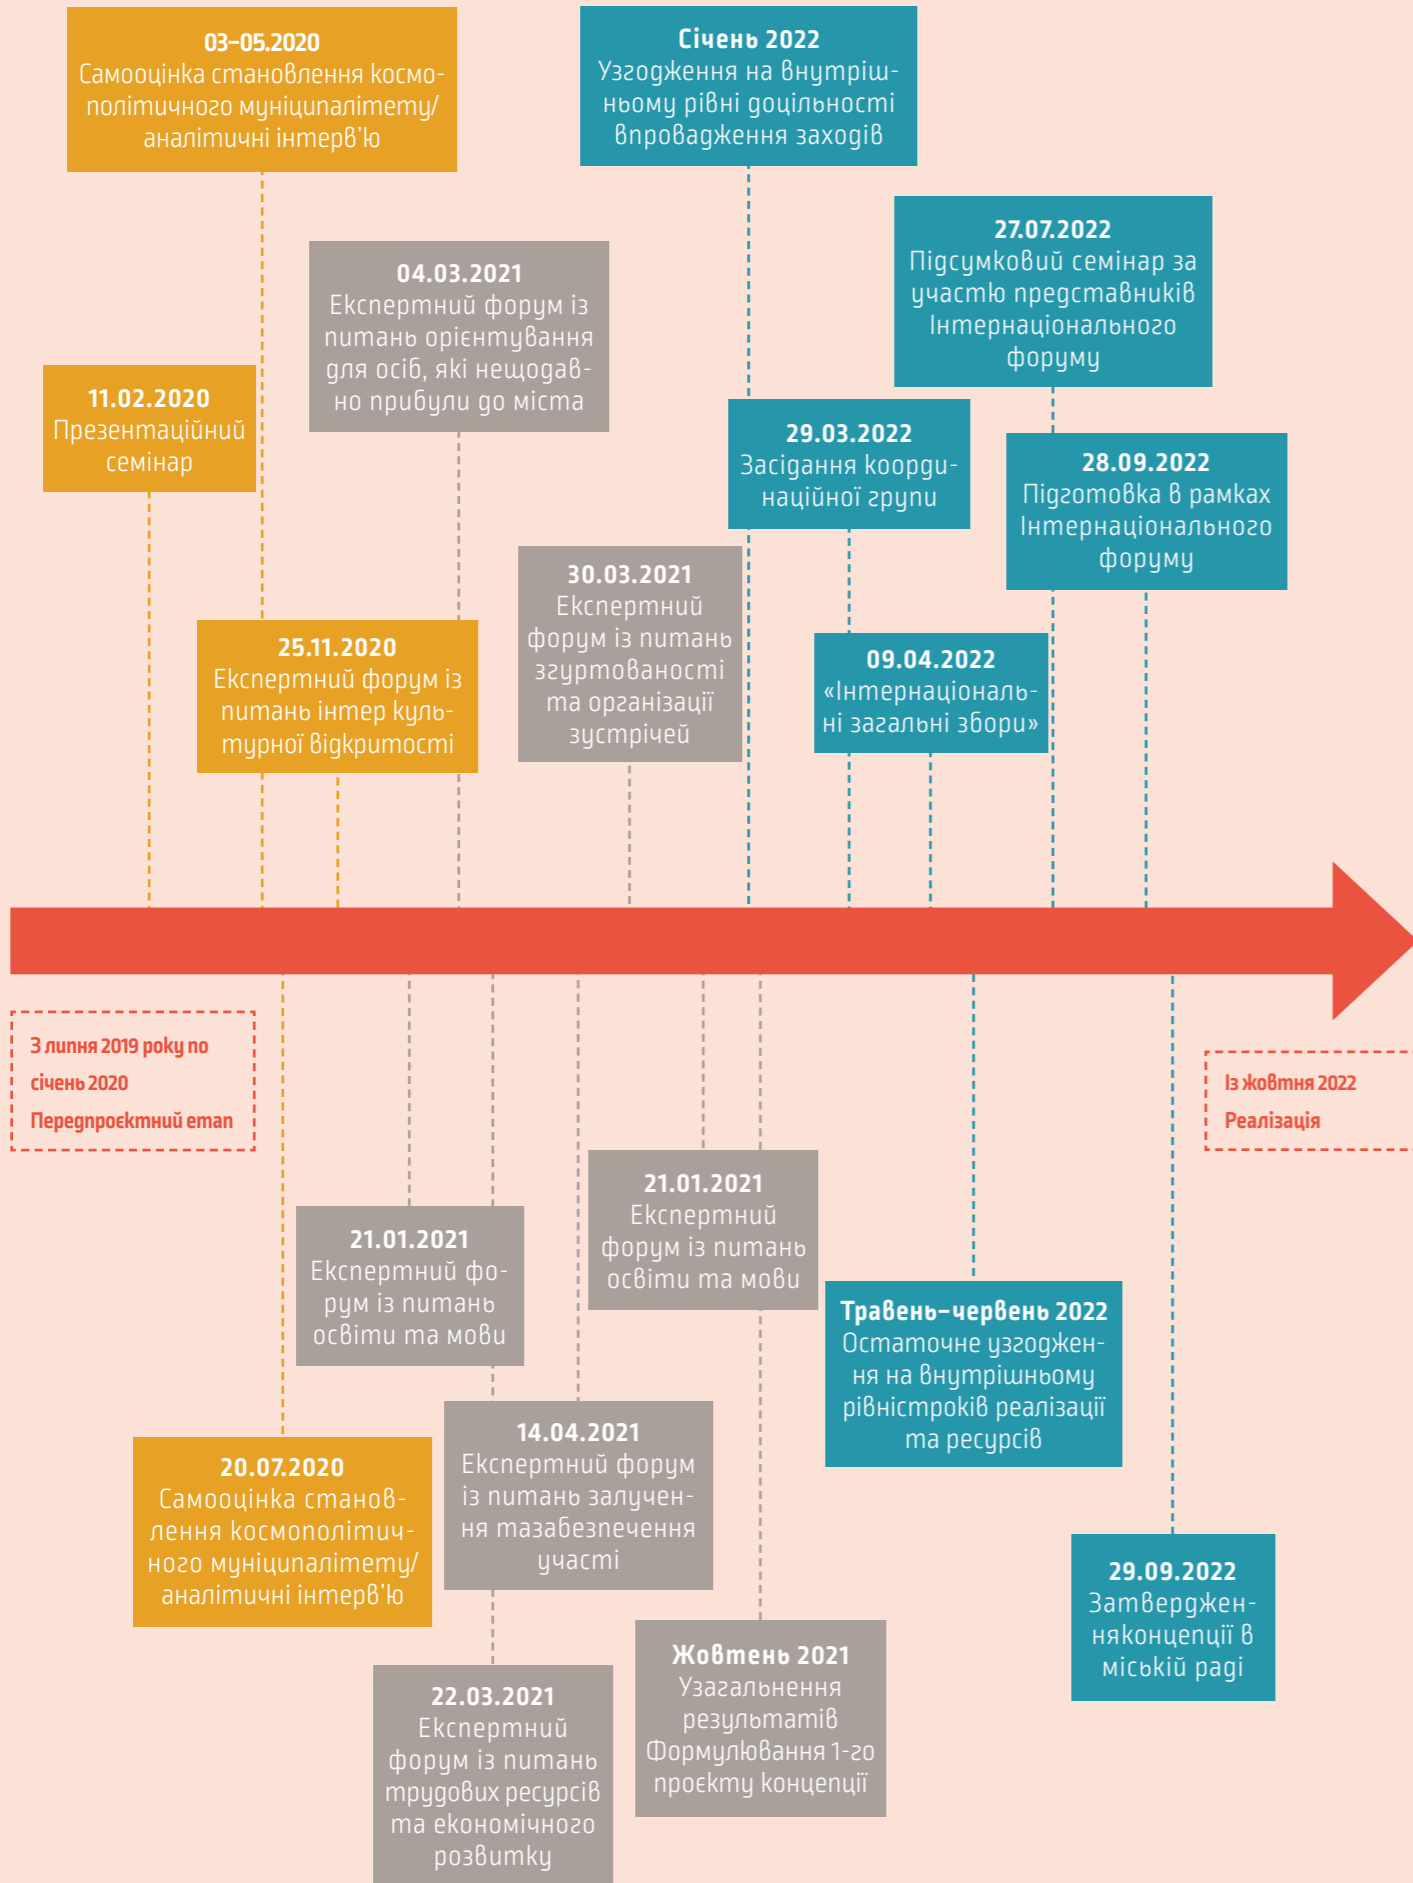 03–05.2020
Самооцінка становлення космо-
політичного муніципалітету/
аналітичні інтерв'ю
Січень 2022
Узгодження на внутріш-
ньому рівні доцільності
впровадження заходів
27.07.2022
Підсумковий семінар за
участю представників
Інтернаціонального
форуму
04.03.2021
Експертний форум із
питань орієнтування
для осіб, які нещодав-
но прибули до міста
11.02.2020
Презентаційний
семінар
29.03.2022
Засідання коорди-
наційної групи
28.09.2022
Підготовка в рамках
Інтернаціонального
форуму
30.03.2021
Експертний
форум із питань
згуртованості
та організації
зустрічей
25.11.2020
Експертний форум із
питань інтер куль-
турної відкритості
09.04.2022
«Інтернаціональ-
ні загальні збори»
З липня 2019 року по
січень 2020
Передпроєктний етап
Із жовтня 2022
Реалізація
21.01.2021
Експертний
форум із питань
освіти та мови
21.01.2021
Експертний фо-
рум із питань
освіти та мови
Травень–червень 2022
Остаточне узгоджен-
ня на внутрішньому
рівністроків реалізації
та ресурсів
14.04.2021
Експертний форум
із питань залучен-
ня тазабезпечення
участі
20.07.2020
Самооцінка станов-
лення космополітич-
ного муніципалітету/
аналітичні інтерв'ю
29.09.2022
Затверджен-
няконцепції в
міській раді
Жовтень 2021
Узагальнення
результатів
Формулювання 1-го
проєкту концепції
22.03.2021
Експертний
форум із питань
трудових ресурсів
та економічного
розвитку